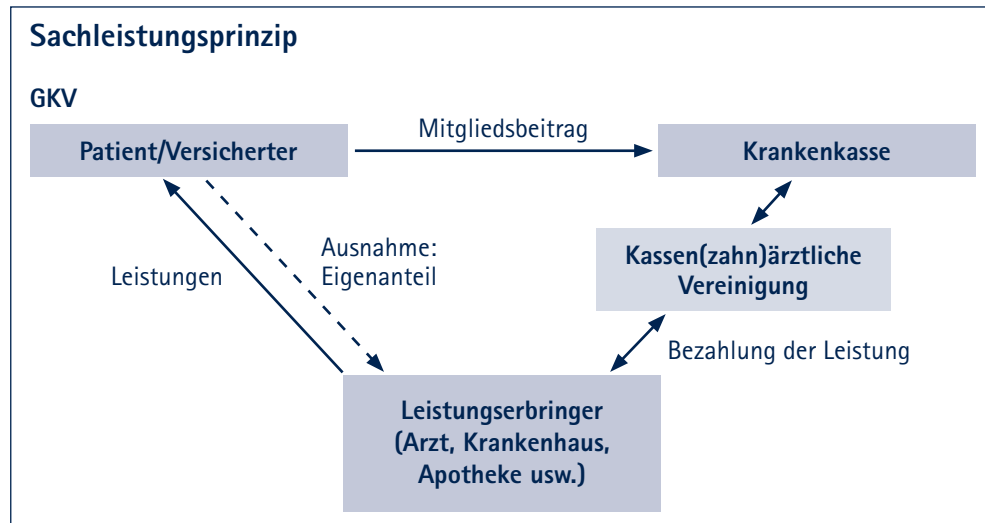 Sachleistungsprinzip
GKV
Patient/Versicherter
Mitgliedsbeitrag
Krankenkasse
Leistungen
Ausnahme:
Eigenanteil
Kassen(zahn)ärztliche
Vereinigung
Bezahlung der Leistung
Leistungserbringer
(Arzt, Krankenhaus,
Apotheke usw.)